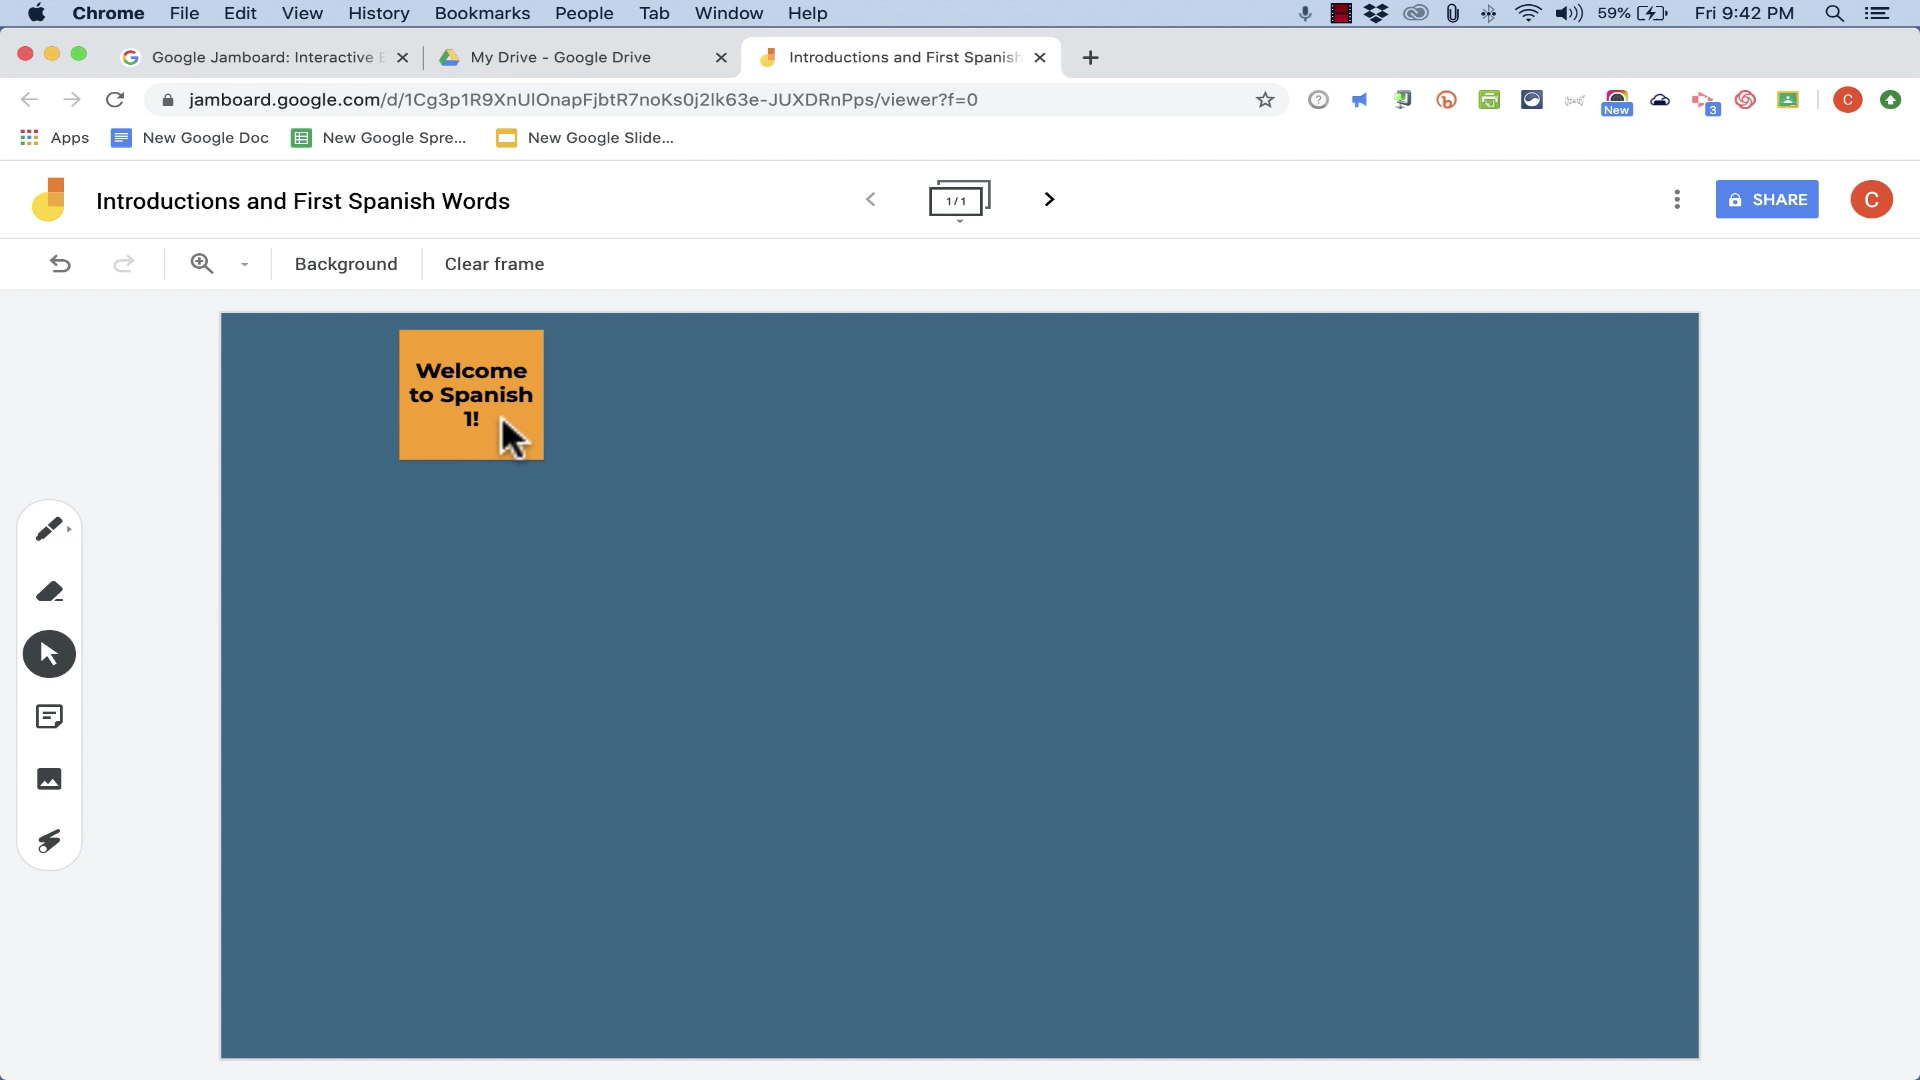 Chrome File Edit View History Bookmarks People Tab Window Help 59% Fri 9:42 PM
Google Jamboard: Interactive My Drive - Google Drive Introductions and First Spanish
jamboard.google.com/d/1Cg3p1R9XnUlOnapFjbtR7noKs0j2lk63e-JUXDRnPps/viewer?f=0 New 3 C
Apps New Google Doc New Google Spre... New Google Slide...
Introductions and First Spanish Words 1/1 SHARE C
Background Clear frame
Welcome
to Spanish
1!